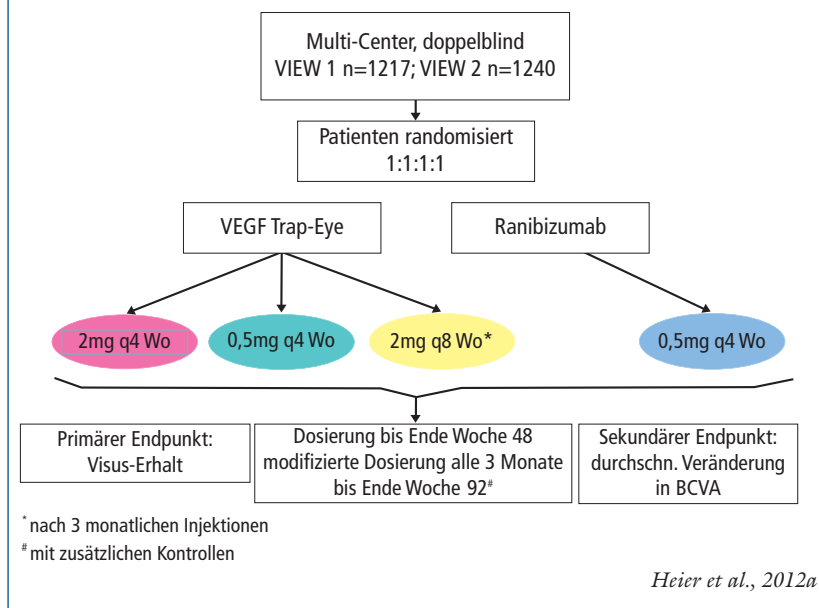 Multi-Center, doppelblind
VIEW 1 n=1217; VIEW 2 n=1240
Patienten randomisiert
1:1:1:1
VEGF Trap-Eye
Ranibizumab
2mg q4 Wo
0,5mg q4 Wo
2mg q8 Wo*
0,5mg q4 Wo
Primärer Endpunkt:
Visus-Erhalt
Dosierung bis Ende Woche 48
modifizierte Dosierung alle 3 Monate
bis Ende Woche 92#
Sekundärer Endpunkt:
durchschn. Veränderung
in BCVA
* nach 3 monatlichen Injektionen
# mit zusätzlichen Kontrollen
Heier et al., 2012a